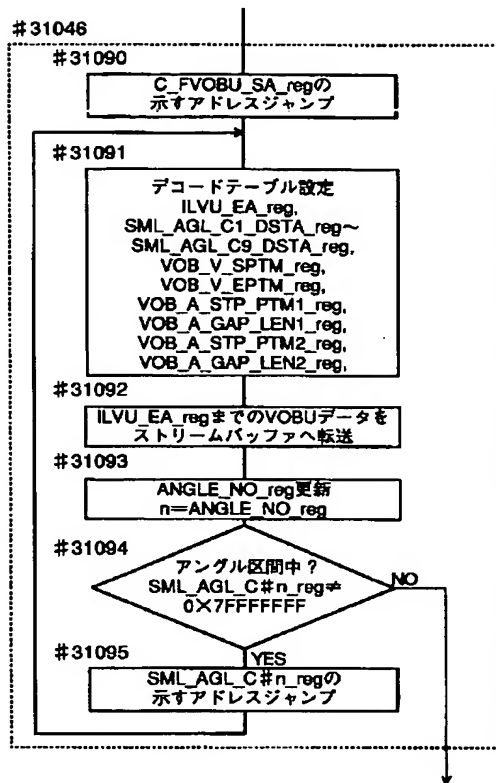 #31046
#31090
C_FVOBU_SA_regの
示すアドレスジャンプ
#31091
デコードテーブル設定
ILVU_EA_reg,
SML_AGL_C1_DSTA_reg~
SML_AGL_C9_DSTA_reg,
VOB_V_SPTM_reg,
VOB_V_EPTM_reg,
VOB_A_STP_PTM1_reg,
VOB_A_GAP_LEN1_reg,
VOB_A_STP_PTM2_reg,
VOB_A_GAP_LEN2_reg,
#31092
ILVU_EA_regまでのVOBUデータを
ストリームバッファへ転送
#31093
ANGLE_NO_reg更新
n=ANGLE_NO_reg
#31094
アングル区間中?
SML_AGL_C#n_reg≠
0×7FFFFFFF
NO
YES
#31095
SML_AGL_C#n_regの
示すアドレスジャンプ